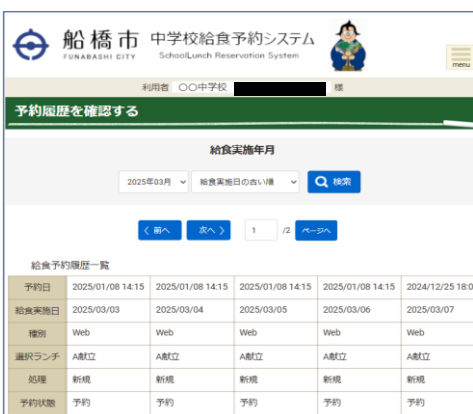 船橋市 中学校給食予約システム
FUNABASHI CITY SchoolLunch Reservation System
menu
利用者 〇〇中学校 様
予約履歴を確認する
給食実施年月
2025年03月 給食実施日の古い順 検索
前へ 次へ 1 /2 ページへ
給食予約履歴一覧
予約日 2025/01/08 14:15 2025/01/08 14:15 2025/01/08 14:15 2025/01/08 14:15 2024/12/25 18:0
給食実施日 2025/03/03 2025/03/04 2025/03/05 2025/03/06 2025/03/07
種別 Web Web Web Web Web
選択ランチ A献立 A献立 A献立 A献立 A献立
処理 新規 新規 新規 新規 新規
予約状態 予約 予約 予約 予約 予約